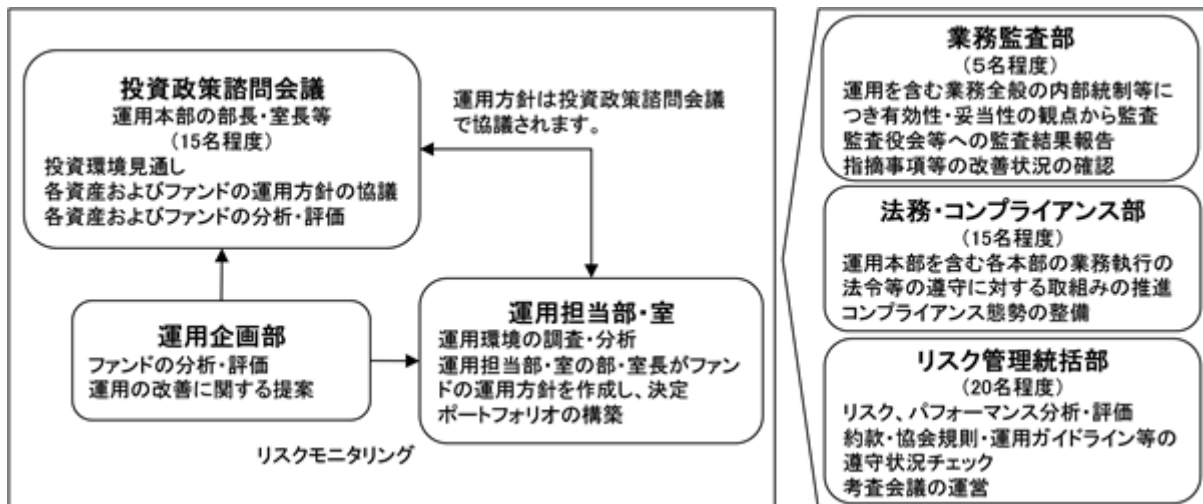 投資政策諮問会議
運用本部の部長・室長等
(15名程度)
投資環境見通し
各資産およびファンドの運用方針の協議
各資産およびファンドの分析・評価
運用方針は投資政策諮問会議
で協議されます。
運用企画部
ファンドの分析・評価
運用の改善に関する提案
運用担当部・室
運用環境の調査・分析
運用担当部・室の部・室長がファン
ドの運用方針を作成し、決定
ポートフォリオの構築
リスクモニタリング
業務監査部
(5名程度)
運用を含む業務全般の内部統制等に
つき有効性・妥当性の観点から監査
監査役会等への監査結果報告
指摘事項等の改善状況の確認
法務・コンプライアンス部
(15名程度)
運用本部を含む各本部の業務執行の
法令等の遵守に対する取組みの推進
コンプライアンス態勢の整備
リスク管理統括部
(20名程度)
リスク、パフォーマンス分析・評価
約款・協会規則・運用ガイドライン等の
遵守状況チェック
考査会議の運営